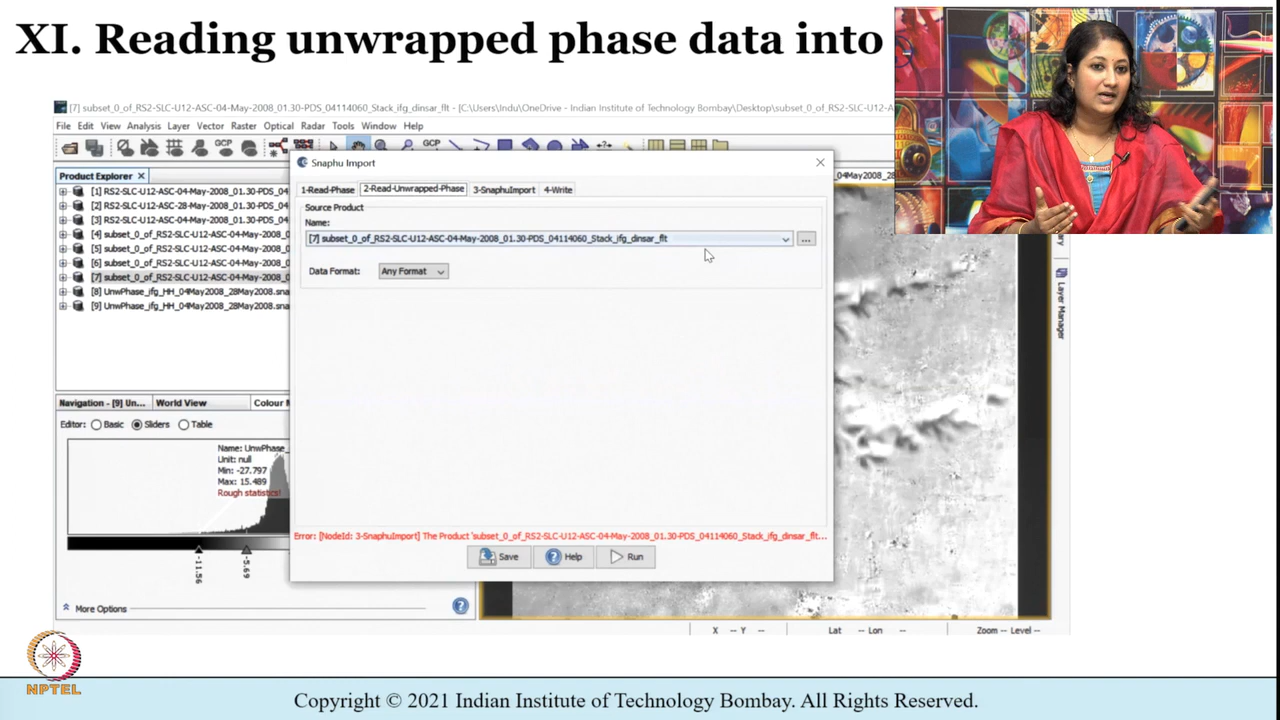 XI. Reading unwrapped phase data into
[7] subset_0_of_RS2-SLC-U12-ASC-04-May-2008_01.30-PDS_04114060_Stack_ifg_dinsar_flt - [C:\Users\Indu\OneDrive - Indian Institute of Technology Bombay\Desktop\subset_0_of_RS2-SLC-U12-ASC-0
File Edit View Analysis Layer Vector Raster Optical Radar Tools Window Help
GCP GCP
Product Explorer
[1] RS2-SLC-U12-ASC-04-May-2008_01.30-PDS_04
[2] RS2-SLC-U12-ASC-28-May-2008_01.30-PDS_04
[3] RS2-SLC-U12-ASC-04-May-2008_01.30-PDS_04
[4] subset_0_of_RS2-SLC-U12-ASC-04-May-2008
[5] subset_0_of_RS2-SLC-U12-ASC-04-May-2008
[6] subset_0_of_RS2-SLC-U12-ASC-04-May-2008
[7] subset_0_of_RS2-SLC-U12-ASC-04-May-2008
[8] UnwPhase_ifg_HH_04May2008_28May2008.sna
[9] UnwPhase_ifg_HH_04May2008_28May2008.sna
Snaphu Import
1-Read-Phase 2-Read-Unwrapped-Phase 3-SnaphuImport 4-Write
Source Product
Name:
[7] subset_0_of_RS2-SLC-U12-ASC-04-May-2008_01.30-PDS_04114060_Stack_ifg_dinsar_flt
...
Data Format: Any Format
Error: [NodeId: 3-SnaphuImport] The Product 'subset_0_of_RS2-SLC-U12-ASC-04-May-2008_01.30-PDS_04114060_Stack_ifg_dinsar_flt...
Save Help Run
_04May2008_28
Layer Manager
Navigation - [9] Un... World View Colour M
Editor: Basic Sliders Table
Name: UnwPhase_
Unit: null
Min: -27.797
Max: 15.489
Rough statistics!
-11.56
-5.69
More Options
X -- Y -- Lat -- Lon -- Zoom -- Level --
NPTEL
Copyright © 2021 Indian Institute of Technology Bombay. All Rights Reserved.